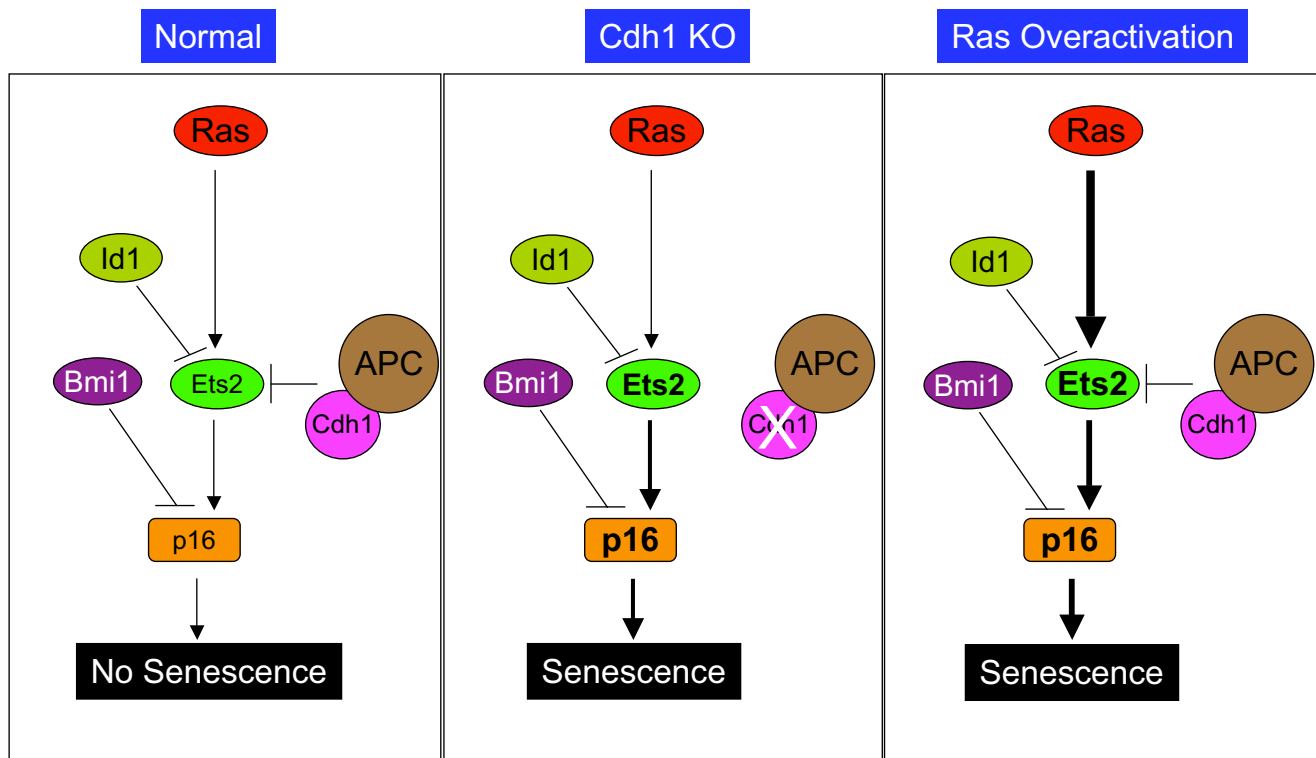 Normal
Ras
Id1
Bmi1
Ets2
APC
Cdh1
p16
No Senescence
Cdh1 KO
Ras
Id1
Bmi1
Ets2
APC
Cdh1
X
p16
Senescence
Ras Overactivation
Ras
Id1
Bmi1
Ets2
APC
Cdh1
p16
Senescence